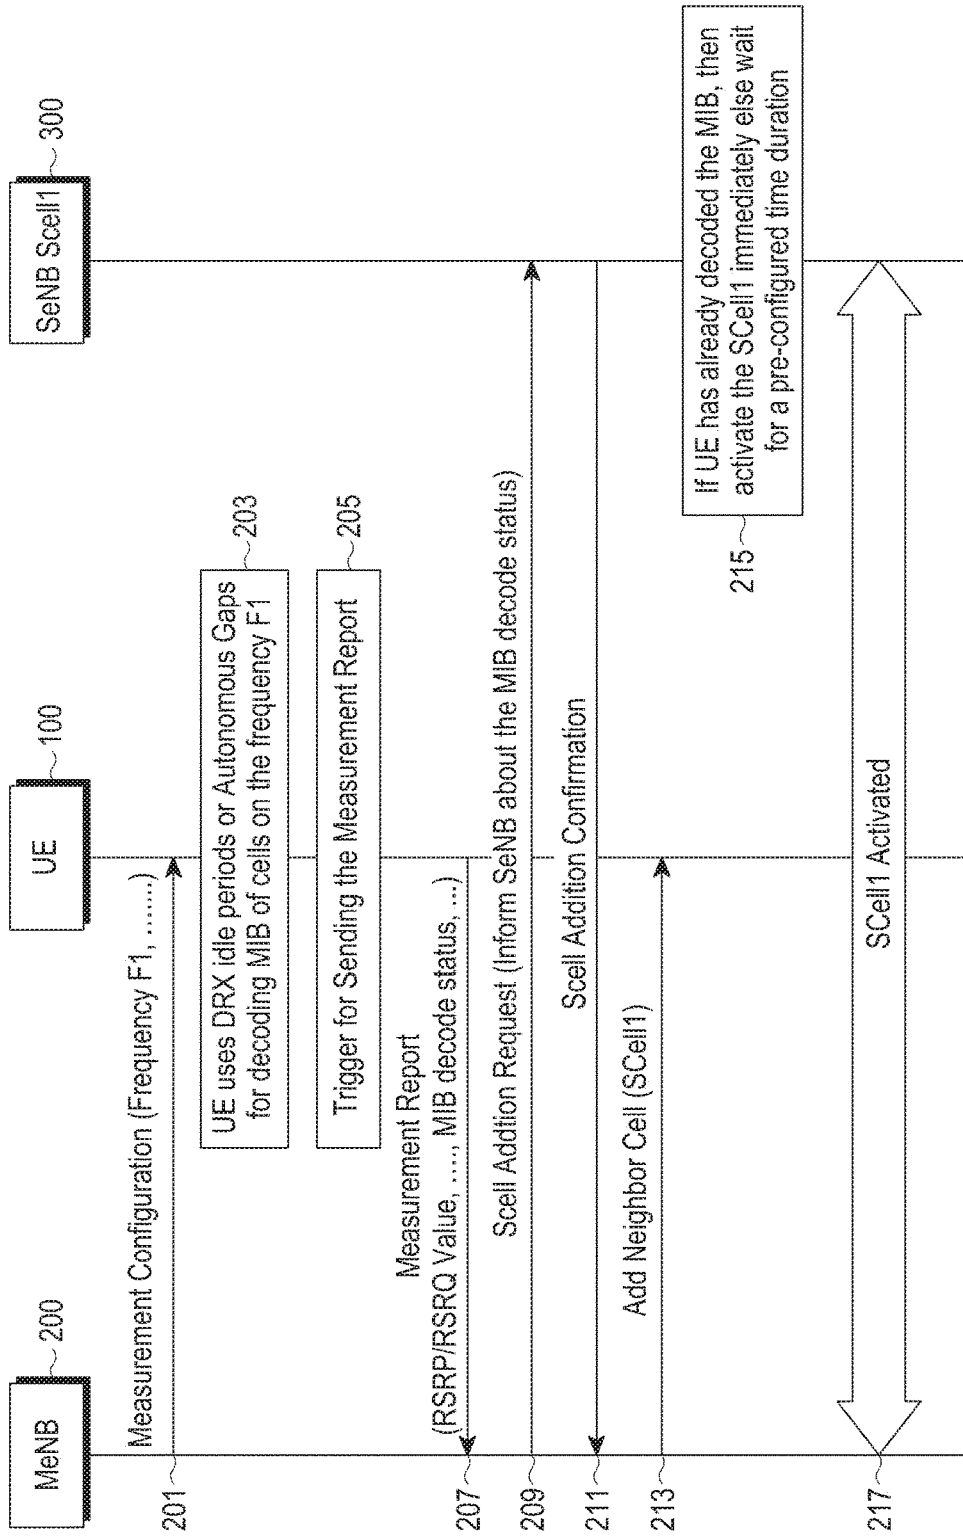 MeNB
200
UE
100
SeNB Scell1
300
Measurement Configuration (Frequency F1, ......)
201
UE uses DRX idle periods or Autonomous Gaps
for decoding MIB of cells on the frequency F1
203
Trigger for Sending the Measurement Report
205
Measurement Report
(RSRP/RSRQ Value, ...., MIB decode status, ...)
207
Scell Addtion Request (Inform SeNB about the MIB decode status)
209
Scell Addition Confirmation
211
Add Neighbor Cell (SCell1)
213
If UE has already decoded the MIB, then
activate the SCell1 immediately else wait
for a pre-configured time duration
215
SCell1 Activated
217